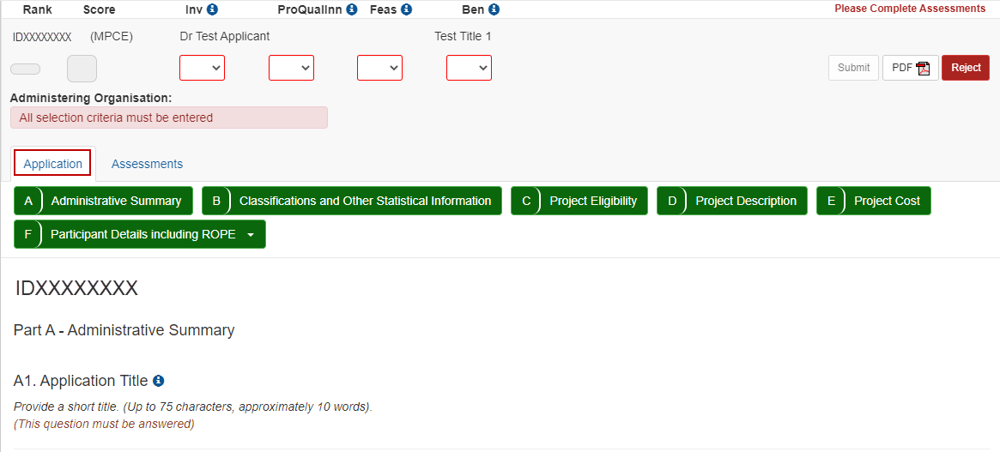 Rank Score Inv ProQualInn Feas Ben Please Complete Assessments
IDXXXXXXXX (MPCE) Dr Test Applicant Test Title 1
Submit PDF Reject
Administering Organisation:
All selection criteria must be entered
Application Assessments
A Administrative Summary B Classifications and Other Statistical Information C Project Eligibility D Project Description E Project Cost
F Participant Details including ROPE
IDXXXXXXXX
Part A - Administrative Summary
A1. Application Title
Provide a short title. (Up to 75 characters, approximately 10 words).
(This question must be answered)